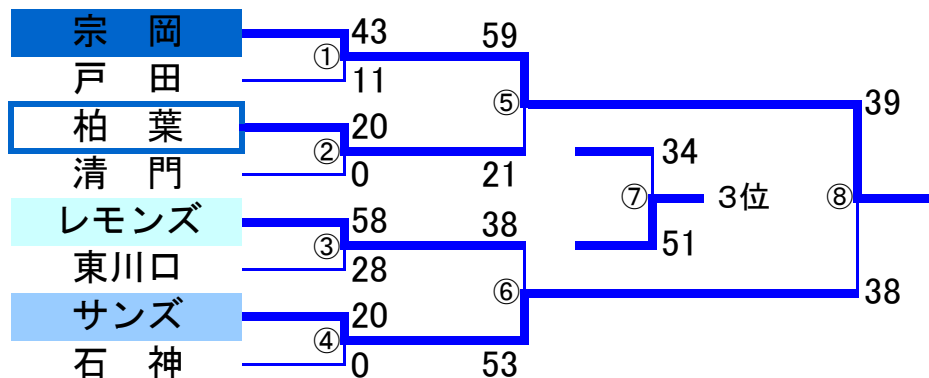 宗　岡 43 59
① 
戸　田 11
⑤ 39
柏　葉 20
② 34
清　門 0 21
⑦ ３位 ⑧
レモンズ 58 38
③ 51
東川口 28
⑥ 38
サンズ 20
④
石　神 0 53